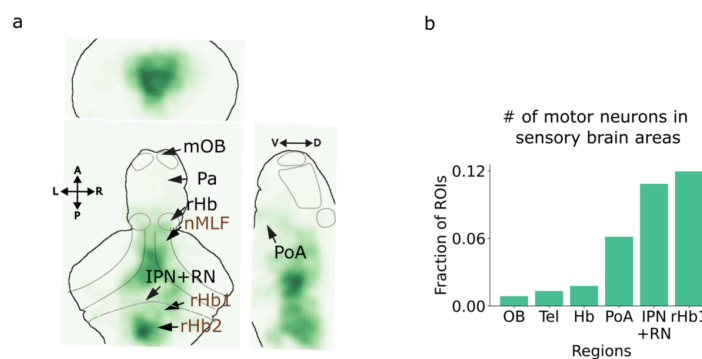 a
mOB
A
L R
P
Pa
rHb
nMLF
IPN+RN
rHb1
rHb2
V D
PoA
b
# of motor neurons in
sensory brain areas
Fraction of ROIs
0.12
0.06
0.00
OB Tel Hb PoA IPN rHb1
+RN
Regions